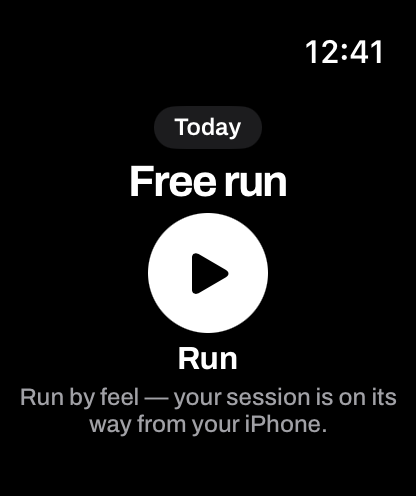 12:41
Today
Free run
Run
Run by feel — your session is on its
way from your iPhone.